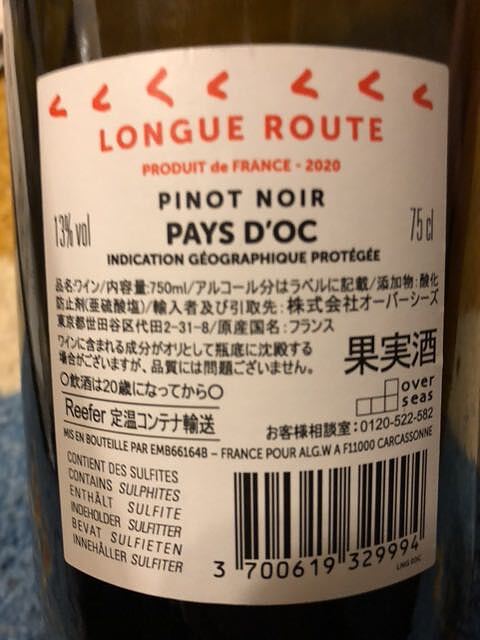 LONGUE ROUTE
PRODUIT de FRANCE - 2020
PINOT NOIR
13% vol
PAYS D'OC
75 cl
INDICATION GÉOGRAPHIQUE PROTÉGÉE
品名:ワイン/内容量:750ml/アルコール分はラベルに記載/添加物:酸化
防止剤(亜硫酸塩)/輸入者及び引取先:株式会社オーバーシーズ
東京都世田谷区代田2-31-8/原産国名:フランス
ワインに含まれる成分がオリとして瓶底に沈殿する
場合がございますが、品質には問題ございません。
果実酒
○飲酒は20歳になってから○
over
seas
Reefer 定温コンテナ輸送
お客様相談室:0120-522-582
MIS EN BOUTEILLE PAR EMB66164B – FRANCE POUR ALG.W A F11000 CARCASSONNE
CONTIENT DES SULFITES
CONTAINS SULPHITES
ENTHÄLT SULFITE
INDEHOLDER SULFITTER
BEVAT SULFIETEN
INNEHÅLLER SULFITER
3 700619 329994